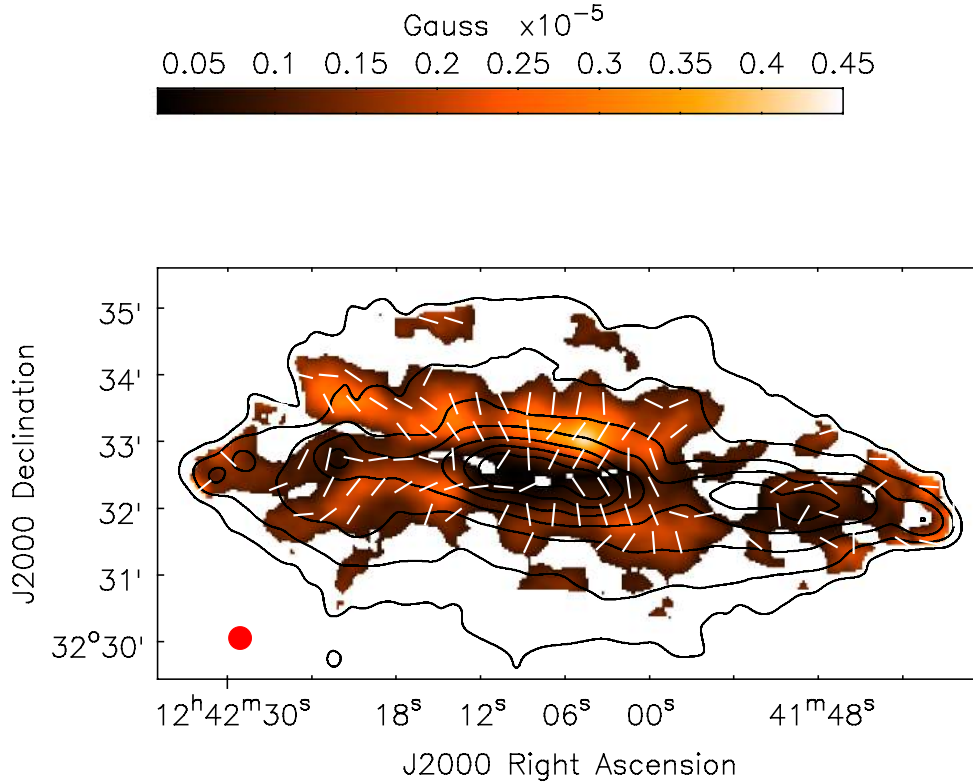 Gauss x10⁻⁵
0.05 0.1 0.15 0.2 0.25 0.3 0.35 0.4 0.45
35'
34'
33'
32'
31'
32°30'
J2000 Declination
12ʰ42ᵐ30ˢ 18ˢ 12ˢ 06ˢ 00ˢ 41ᵐ48ˢ
J2000 Right Ascension